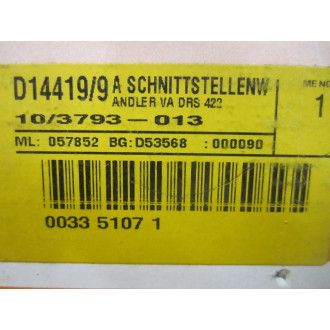 D14419/9 A SCHNITTSTELLENW
ANDLER VA DRS 422
10/3793-013
ML: 057852 BG:D53568 :000090
0033 5107 1
MENG
1